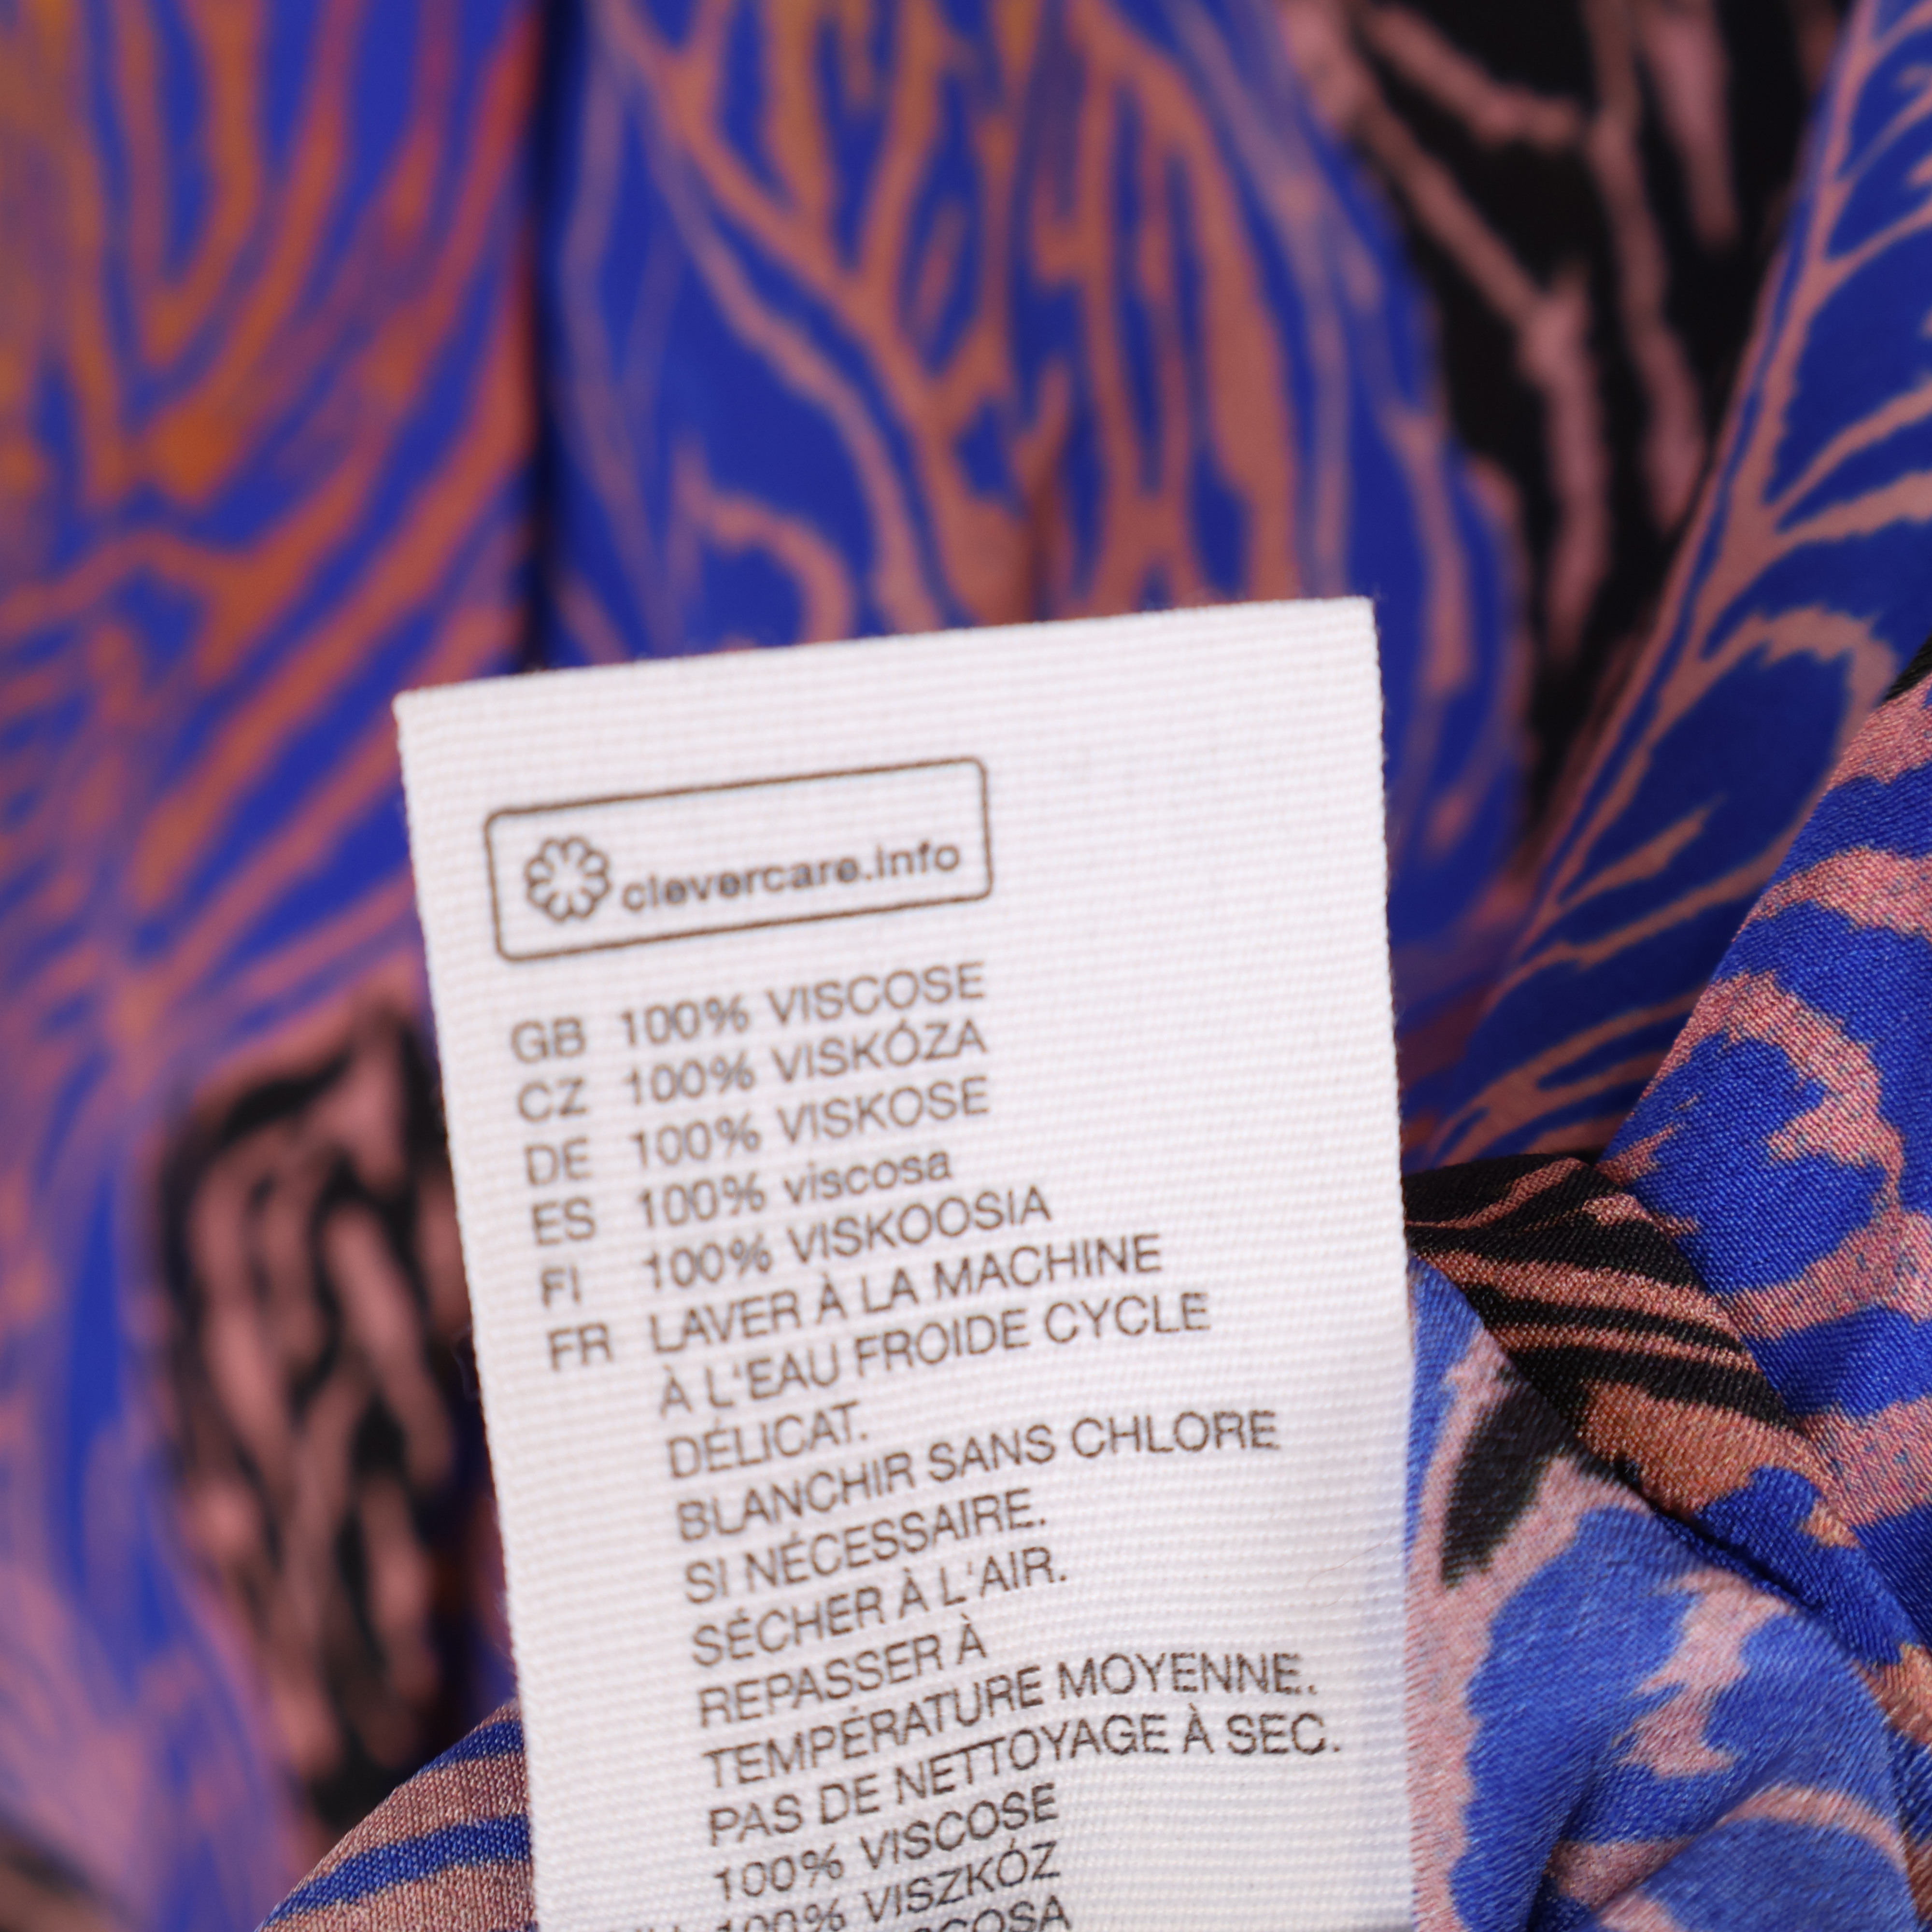 clevercare.info
GB 100% VISCOSE
CZ 100% VISKÓZA
DE 100% VISKOSE
ES 100% viscosa
FI 100% VISKOOSIA
FR LAVER À LA MACHINE
À L'EAU FROIDE CYCLE
DÉLICAT.
BLANCHIR SANS CHLORE
SI NÉCESSAIRE.
SÉCHER À L'AIR.
REPASSER À
TEMPÉRATURE MOYENNE.
PAS DE NETTOYAGE À SEC.
100% VISCOSE
100% VISZKÓZ